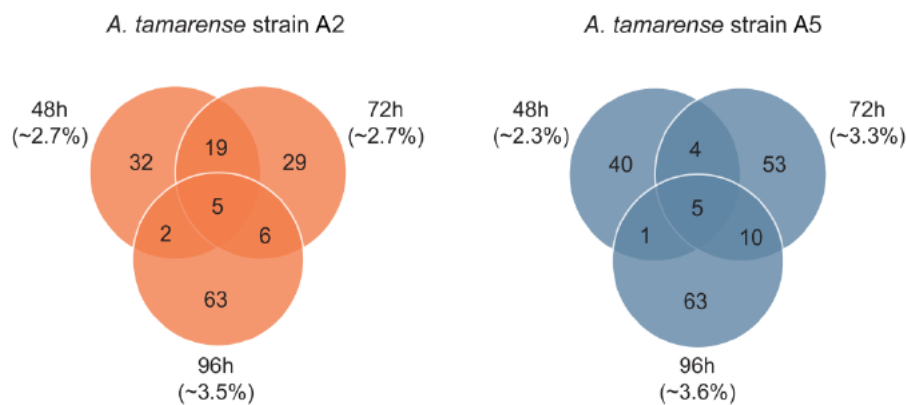 A. tamarense strain A2
48h
(~2.7%)
72h
(~2.7%)
32
19
29
5
2
6
63
96h
(~3.5%)
A. tamarense strain A5
48h
(~2.3%)
72h
(~3.3%)
40
4
53
5
1
10
63
96h
(~3.6%)